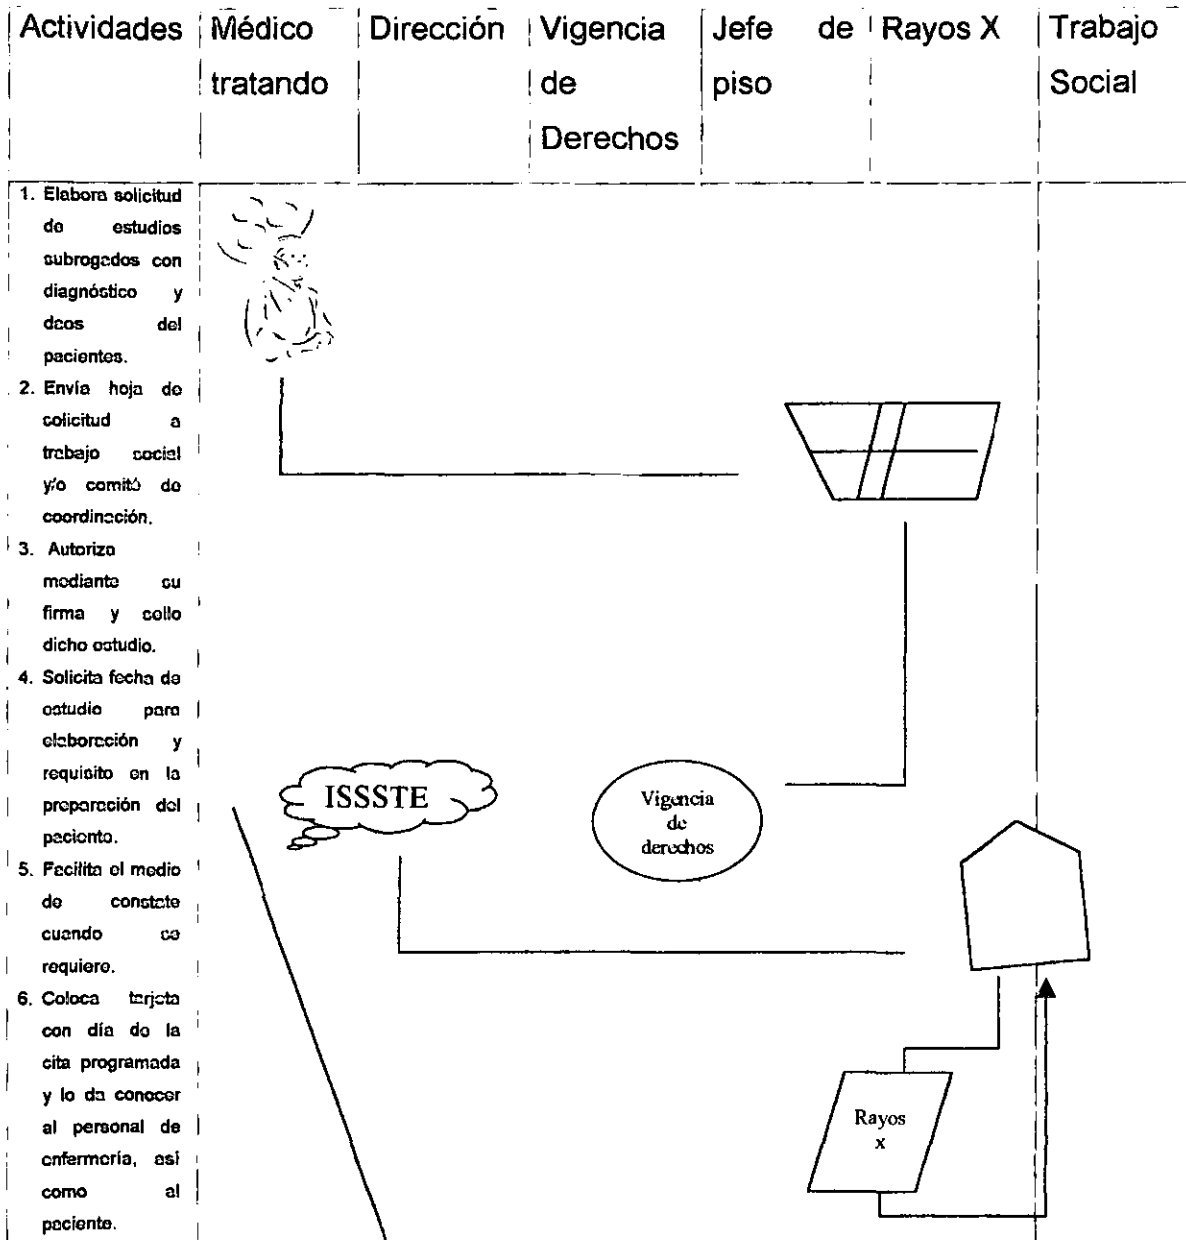 Actividades
Médico
tratando
Dirección
Vigencia
de
Derechos
Jefe de
piso
Rayos X
Trabajo
Social
1. Elabora solicitud
de estudios
subrogados con
diagnóstico y
dcos del
pacientes.
2. Envía hoja de
solicitud a
trabajo social
y/o comité de
coordinación.
3. Autoriza
mediante su
firma y sello
dicho estudio.
4. Solicita fecha de
estudio para
elaboración y
requisito en la
preparación del
paciente.
5. Facilita el medio
de constate
cuando se
requiere.
6. Coloca tarjeta
con día de la
cita programada
y lo da conocer
al personal de
enfermería, así
como al
paciente.
ISSSTE
Vigencia
de
derechos
Rayos
x